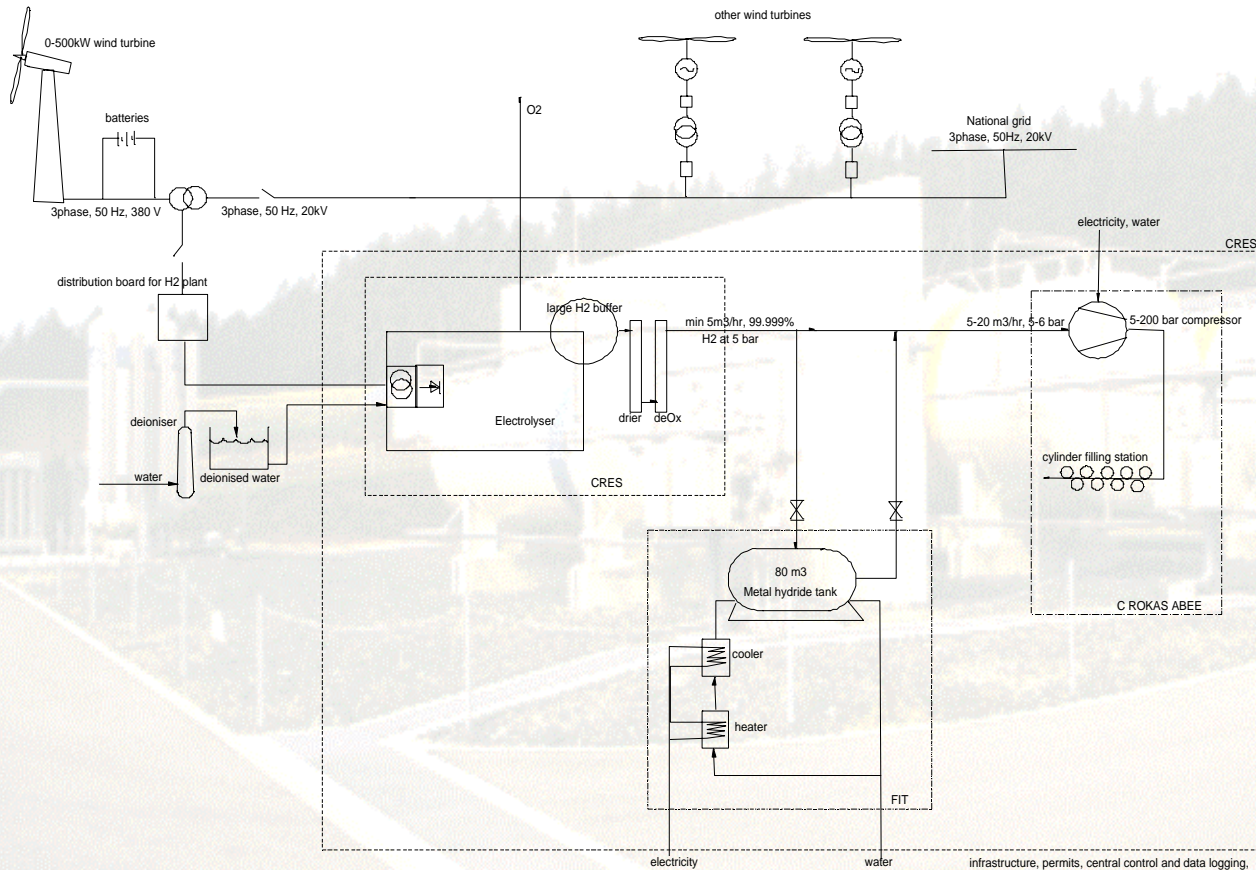 other wind turbines
0-500kW wind turbine
O2
batteries
National grid
3phase, 50Hz, 20kV
3phase, 50 Hz, 380 V
3phase, 50 Hz, 20kV
electricity, water
CRES
distribution board for H2 plant
large H2 buffer
min 5m3/hr, 99.999%
H2 at 5 bar
5-20 m3/hr, 5-6 bar
5-200 bar compressor
deioniser
Electrolyser
drier
deOx
water
deionised water
CRES
cylinder filling station
80 m3
Metal hydride tank
C ROKAS ABEE
cooler
heater
FIT
electricity
water
infrastructure, permits, central control and data logging,